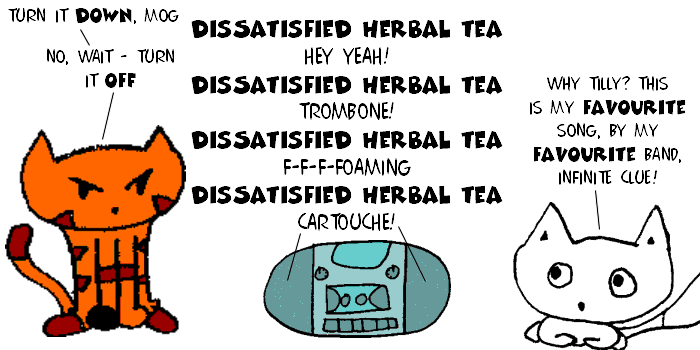 TURN IT DOWN, MOG
NO, WAIT - TURN
IT OFF
DISSATISFIED HERBAL TEA
HEY YEAH!
DISSATISFIED HERBAL TEA
TROMBONE!
DISSATISFIED HERBAL TEA
F-F-F-FOAMING
DISSATISFIED HERBAL TEA
CARTOUCHE!
WHY TILLY? THIS
IS MY FAVOURITE
SONG, BY MY
FAVOURITE BAND,
INFINITE CLUE!